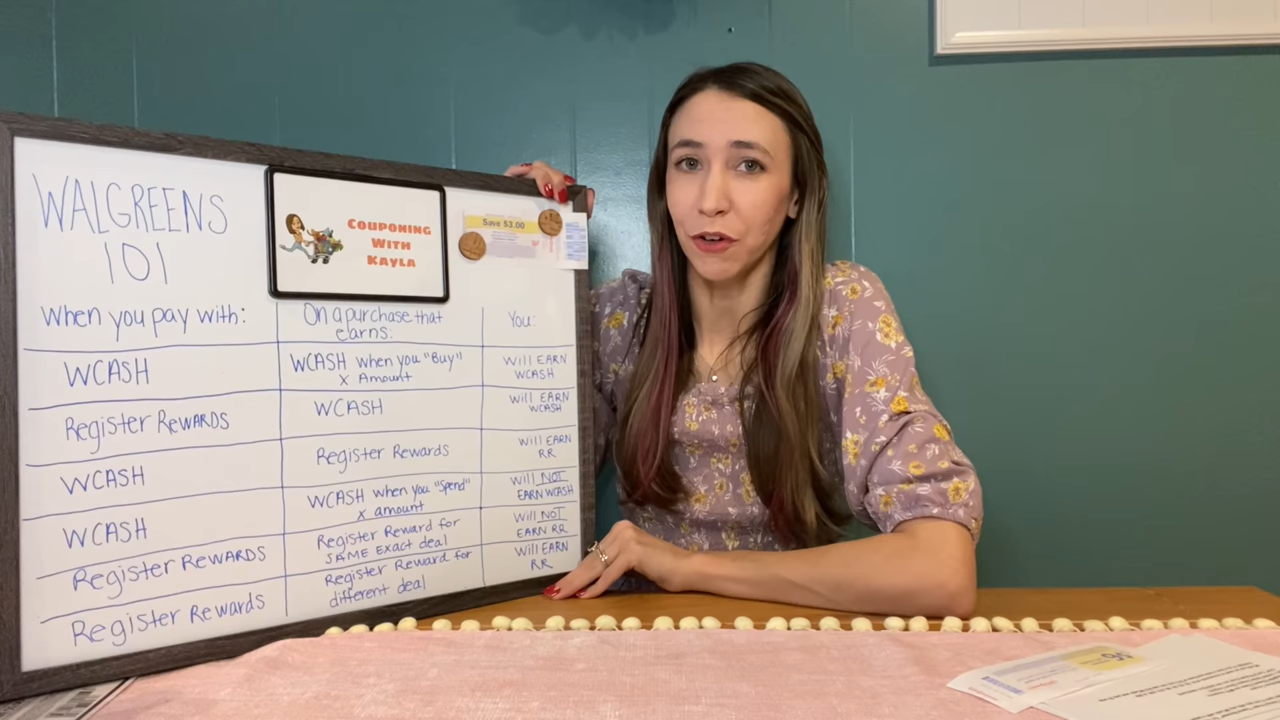 WALGREENS
101
COUPONING
WITH
KAYLA
Save $3.00
When you pay with:
On a purchase that
earns:
You:
WCASH
WCASH when you "Buy"
X Amount
Will EARN
WCASH
Register REWARDS
WCASH
Will EARN
WCASH
WCASH
Register Rewards
Will EARN
RR
WCASH
WCASH when you "Spend"
X amount
Will NOT
EARN WCASH
Register REWARDS
Register Reward for
SAME EXACT deal
Will NOT
EARN RR
Register Rewards
Register Reward for
different deal
Will EARN
RR
$6